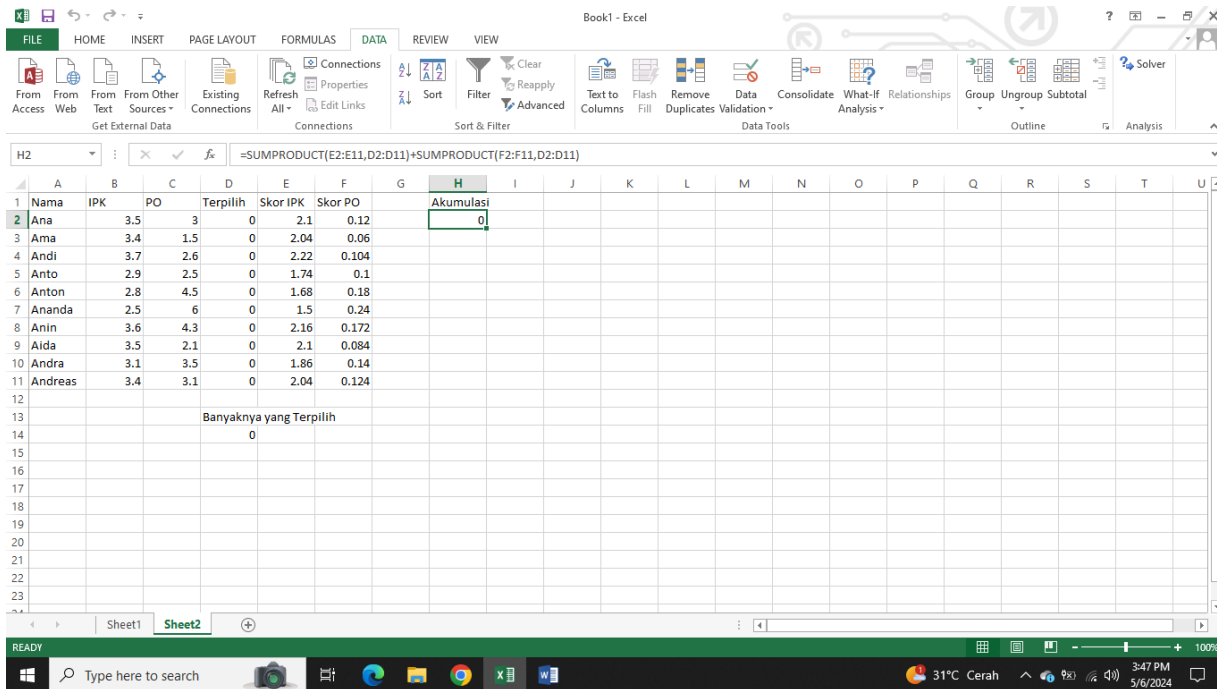 Book1 - Excel
FILE HOME INSERT PAGE LAYOUT FORMULAS DATA REVIEW VIEW
From Access
From Web
From Text
From Other Sources
Existing Connections
Refresh All
Connections
Properties
Edit Links
Sort
Filter
Clear
Reapply
Advanced
Text to Columns
Flash Fill
Remove Duplicates
Data Validation
Consolidate
What-If Analysis
Relationships
Group
Ungroup
Subtotal
Solver
Get External Data Connections Sort & Filter Data Tools Outline Analysis
H2 fx =SUMPRODUCT(E2:E11,D2:D11)+SUMPRODUCT(F2:F11,D2:D11)
A B C D E F G H I J K L M N O P Q R S T U
1 Nama IPK PO Terpilih Skor IPK Skor PO Akumulasi
2 Ana 3.5 3 0 2.1 0.12 0
3 Ama 3.4 1.5 0 2.04 0.06
4 Andi 3.7 2.6 0 2.22 0.104
5 Anto 2.9 2.5 0 1.74 0.1
6 Anton 2.8 4.5 0 1.68 0.18
7 Ananda 2.5 6 0 1.5 0.24
8 Anin 3.6 4.3 0 2.16 0.172
9 Aida 3.5 2.1 0 2.1 0.084
10 Andra 3.1 3.5 0 1.86 0.14
11 Andreas 3.4 3.1 0 2.04 0.124
12
13 Banyaknya yang Terpilih
14 0
15
16
17
18
19
20
21
22
23
Sheet1 Sheet2
READY 100%
Type here to search
31°C Cerah
3:47 PM
5/6/2024